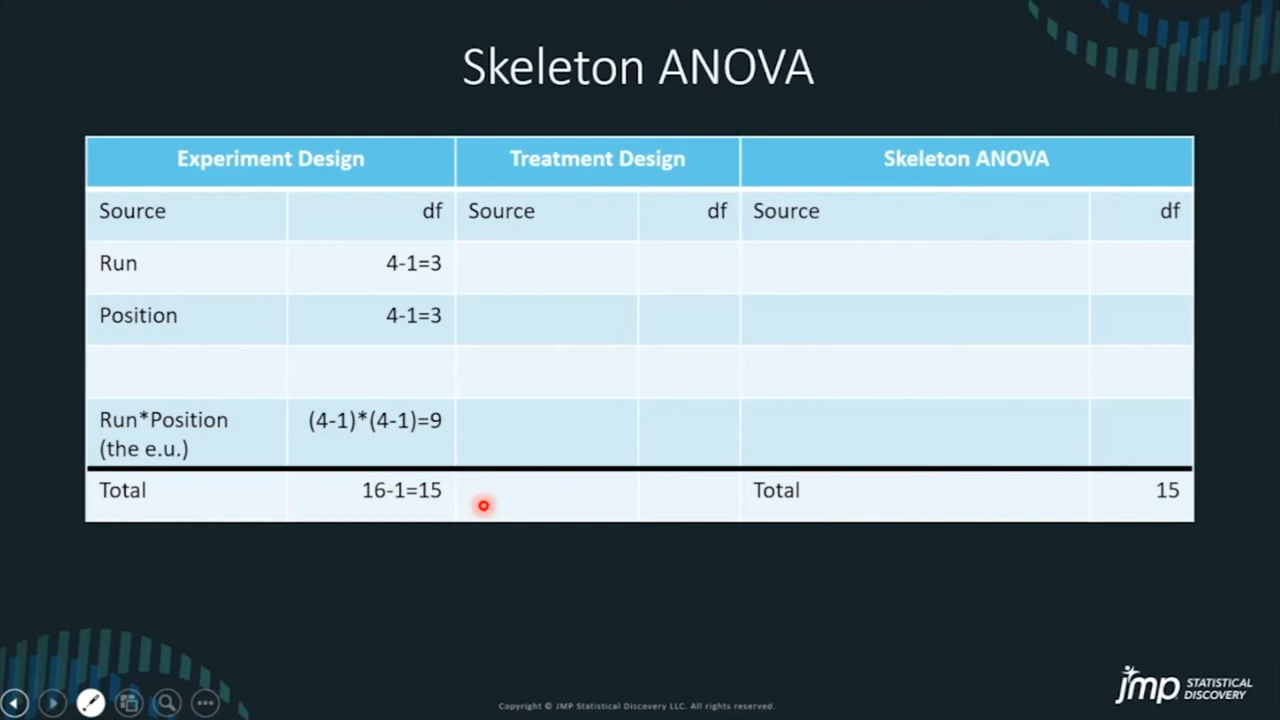 Skeleton ANOVA
Experiment Design Treatment Design Skeleton ANOVA
Source df Source df Source df
Run 4-1=3
Position 4-1=3
Run*Position (4-1)*(4-1)=9
(the e.u.)
Total 16-1=15 Total 15
jmp STATISTICAL
DISCOVERY
Copyright © JMP Statistical Discovery LLC. All rights reserved.